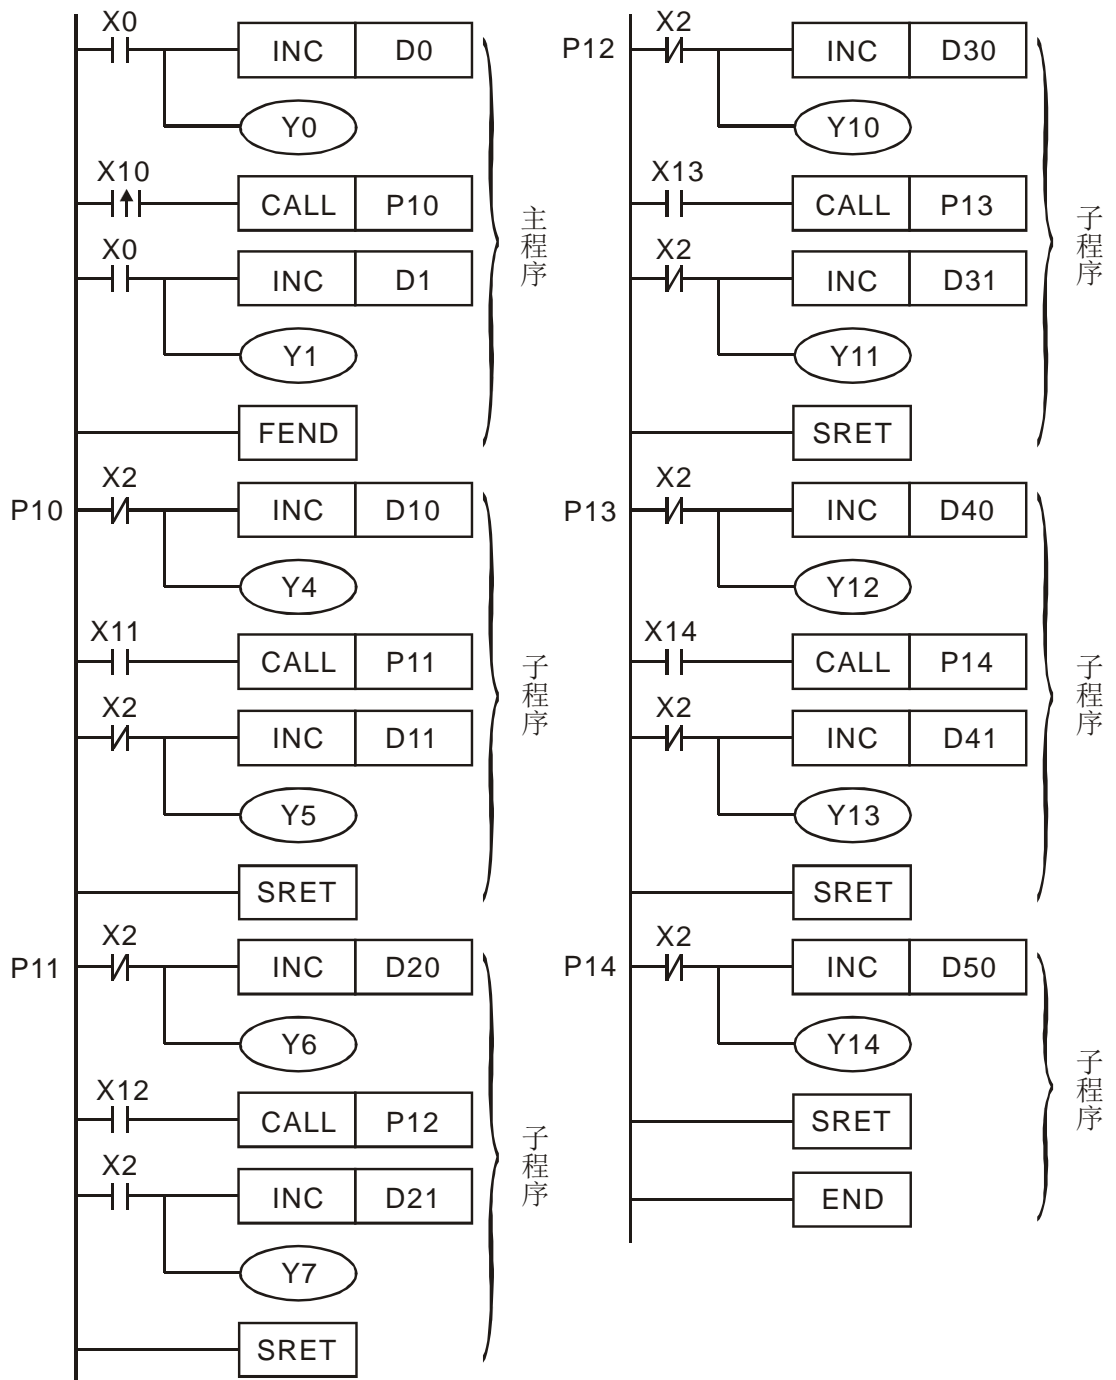 X0
INC D0
Y0
X10
CALL P10
X0
INC D1
Y1
FEND
主程序
P10
X2
INC D10
Y4
X11
CALL P11
X2
INC D11
Y5
SRET
子程序
P11
X2
INC D20
Y6
X12
CALL P12
X2
INC D21
Y7
SRET
子程序
P12
X2
INC D30
Y10
X13
CALL P13
X2
INC D31
Y11
SRET
子程序
P13
X2
INC D40
Y12
X14
CALL P14
X2
INC D41
Y13
SRET
子程序
P14
X2
INC D50
Y14
SRET
END
子程序